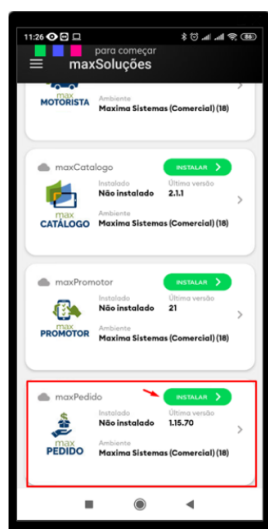 11:26
86
para começar
maxSoluções
max
MOTORISTA
Ambiente
Maxima Sistemas (Comercial) (18)
maxCatalogo
INSTALAR
Instalado
Última versão
Não instalado
2.1.1
max
CATÁLOGO
Ambiente
Maxima Sistemas (Comercial) (18)
maxPromotor
INSTALAR
Instalado
Última versão
Não instalado
21
max
PROMOTOR
Ambiente
Maxima Sistemas (Comercial) (18)
maxPedido
INSTALAR
Instalado
Última versão
Não instalado
1.15.70
max
PEDIDO
Ambiente
Maxima Sistemas (Comercial) (18)